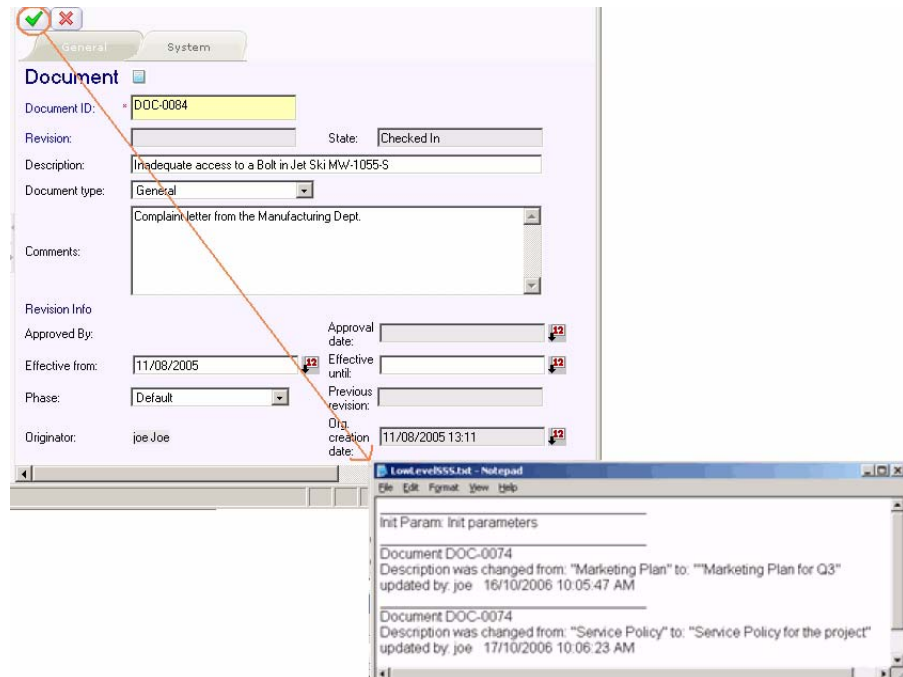 General System
Document
Document ID: * DOC-0084
Revision: State: Checked In
Description: Inadequate access to a Bolt in Jet Ski MW-1055-S
Document type: General
Comments: Complaint letter from the Manufacturing Dept.
Revision Info
Approved By: Approval date: 12
Effective from: 11/08/2005 12 Effective until: 12
Phase: Default Previous revision:
Originator: joe Joe Org. creation date: 11/08/2005 13:11 12
LowLevelSSS.txt - Notepad
File Edit Format View Help
Init Param: Init parameters
Document DOC-0074
Description was changed from: "Marketing Plan" to: ""Marketing Plan for Q3"
updated by: joe 16/10/2006 10:05:47 AM
Document DOC-0074
Description was changed from: "Service Policy" to: "Service Policy for the project"
updated by: joe 17/10/2006 10:06:23 AM